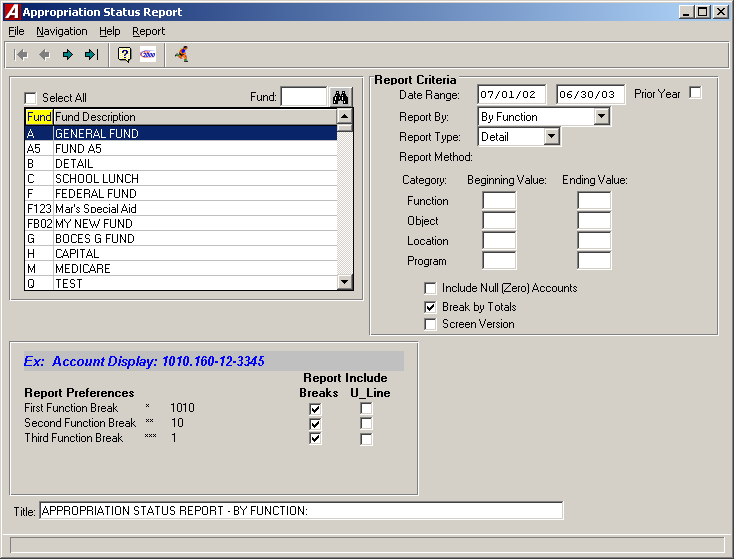 Appropriation Status Report
File Navigation Help Report
Select All Fund:
Fund Fund Description
A GENERAL FUND
A5 FUND A5
B DETAIL
C SCHOOL LUNCH
F FEDERAL FUND
F123 Mar's Special Aid
FB02 MY NEW FUND
G BOCES G FUND
H CAPITAL
M MEDICARE
Q TEST
Report Criteria
Date Range: 07/01/02 06/30/03 Prior Year
Report By: By Function
Report Type: Detail
Report Method:
Category: Beginning Value: Ending Value:
Function
Object
Location
Program
Include Null (Zero) Accounts
Break by Totals
Screen Version
Ex: Account Display: 1010.160-12-3345
Report Include
Report Preferences Breaks U_Line
First Function Break * 1010
Second Function Break ** 10
Third Function Break *** 1
Title: APPROPRIATION STATUS REPORT - BY FUNCTION: